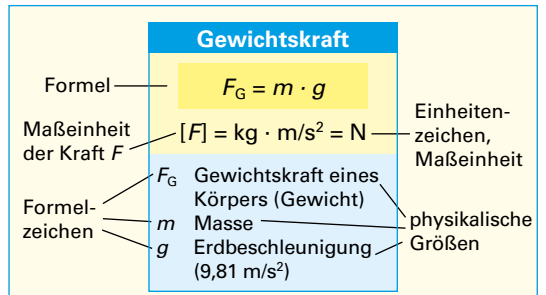 Gewichtskraft
Formel
F_G = m · g
Maßeinheit
der Kraft F
[F] = kg · m/s² = N
Einheiten-
zeichen,
Maßeinheit
Formel-
zeichen
F_G Gewichtskraft eines
Körpers (Gewicht)
m Masse
g Erdbeschleunigung
(9,81 m/s²)
physikalische
Größen